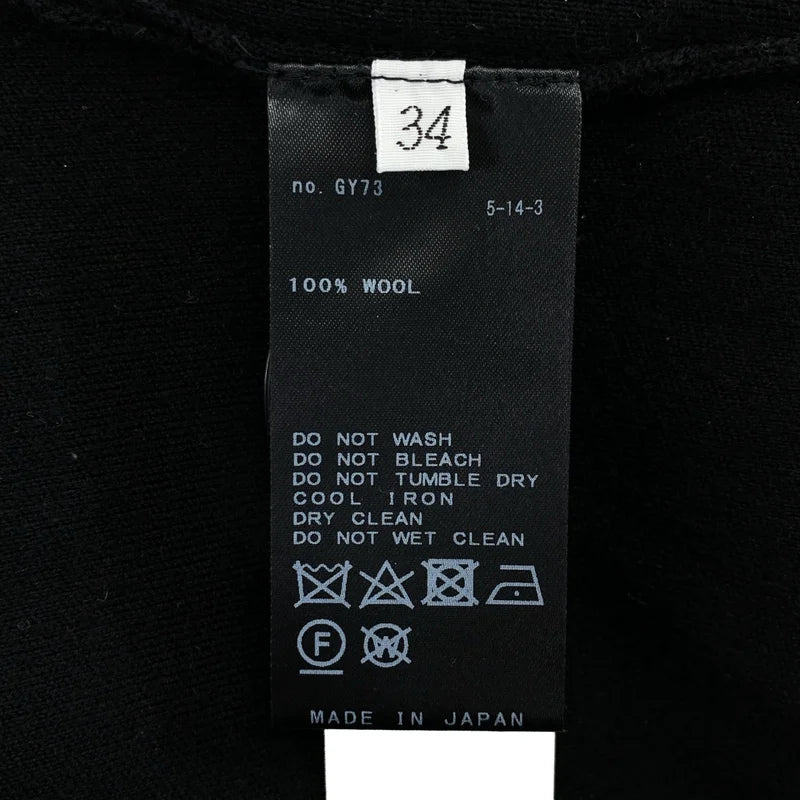 34
no. GY73
5-14-3
100% WOOL
DO NOT WASH
DO NOT BLEACH
DO NOT TUMBLE DRY
COOL IRON
DRY CLEAN
DO NOT WET CLEAN
F W
MADE IN JAPAN